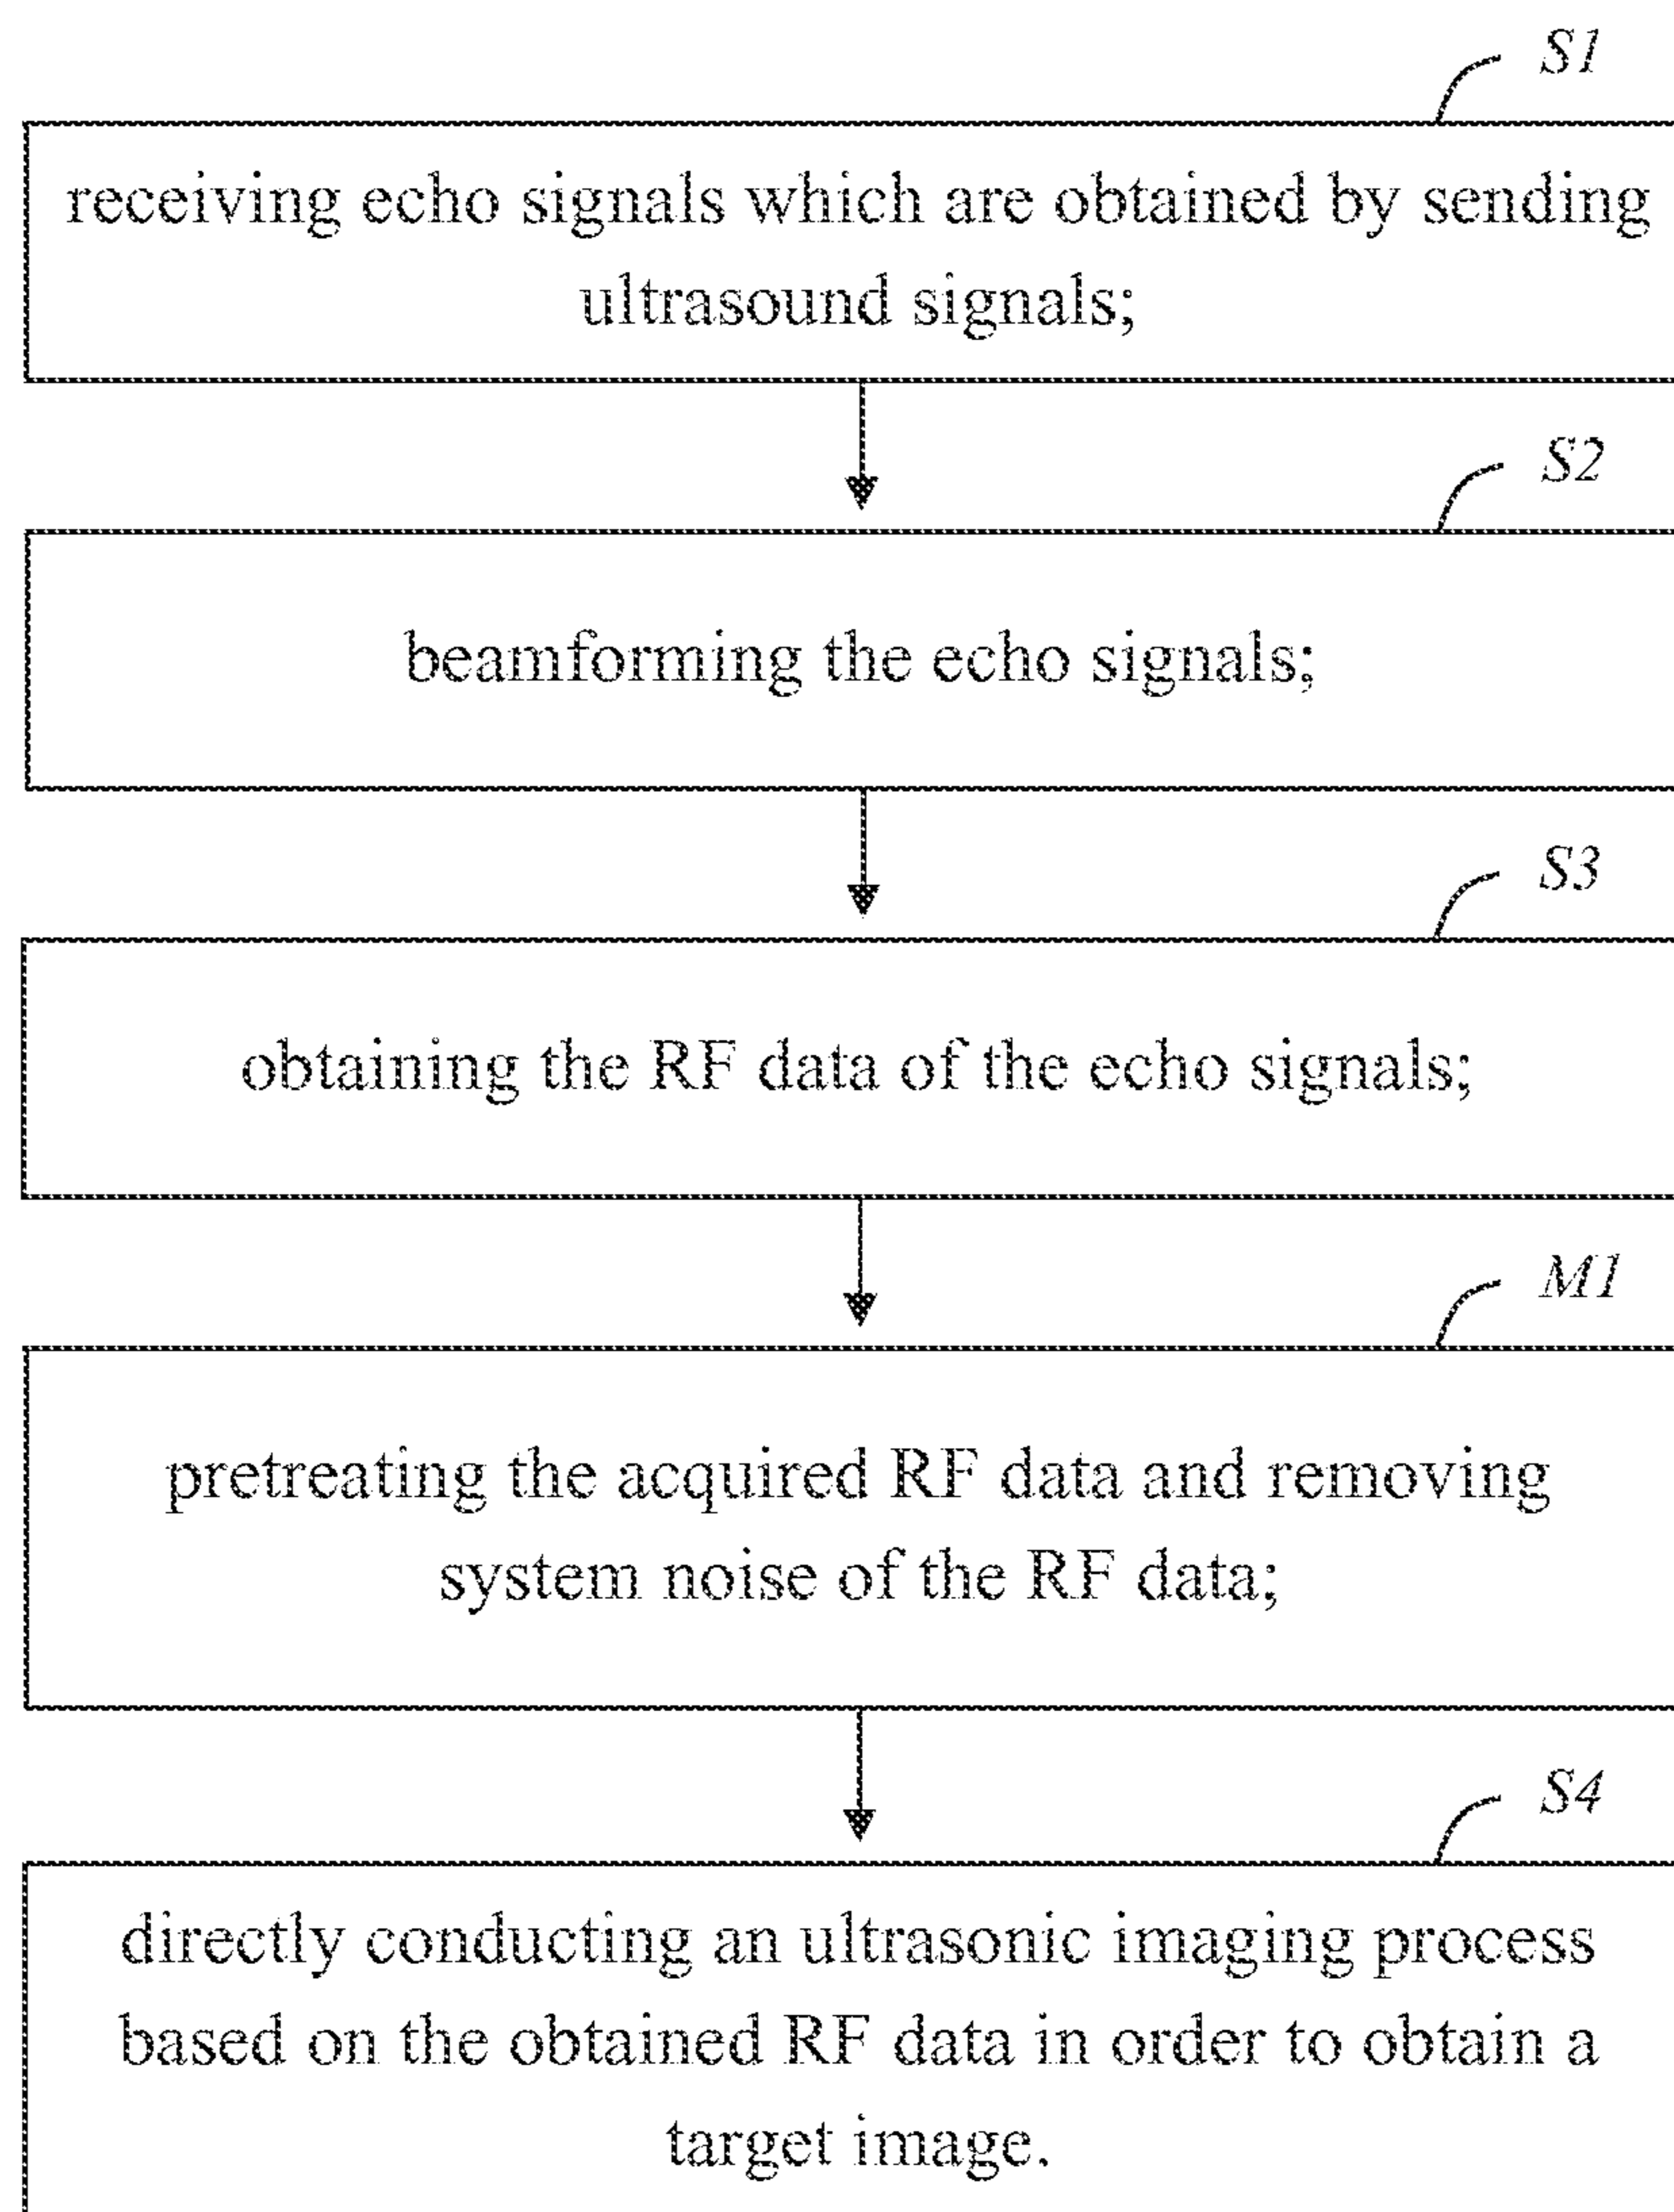 S1
receiving echo signals which are obtained by sending
ultrasound signals;
S2
beamforming the echo signals;
S3
obtaining the RF data of the echo signals;
M1
pretreating the acquired RF data and removing
system noise of the RF data;
S4
directly conducting an ultrasonic imaging process
based on the obtained RF data in order to obtain a
target image.